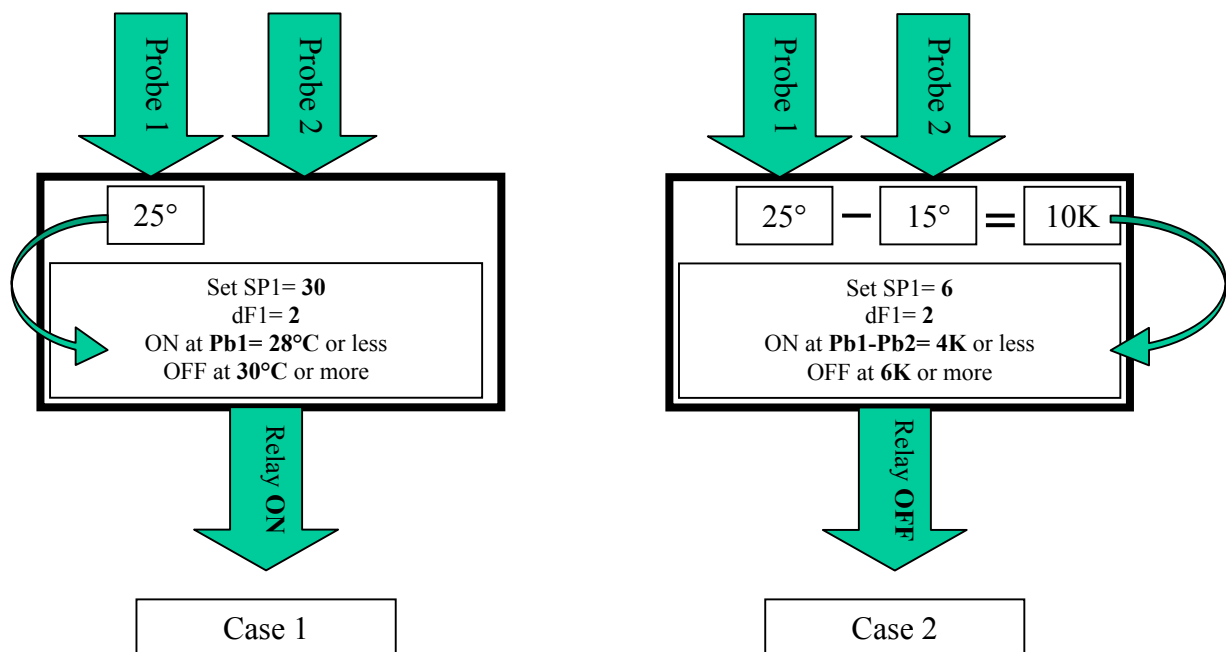 Probe 1
Probe 2
25°
Set SP1= 30
dF1= 2
ON at Pb1= 28°C or less
OFF at 30°C or more
Relay ON
Case 1
Probe 1
Probe 2
25° – 15° = 10K
Set SP1= 6
dF1= 2
ON at Pb1-Pb2= 4K or less
OFF at 6K or more
Relay OFF
Case 2